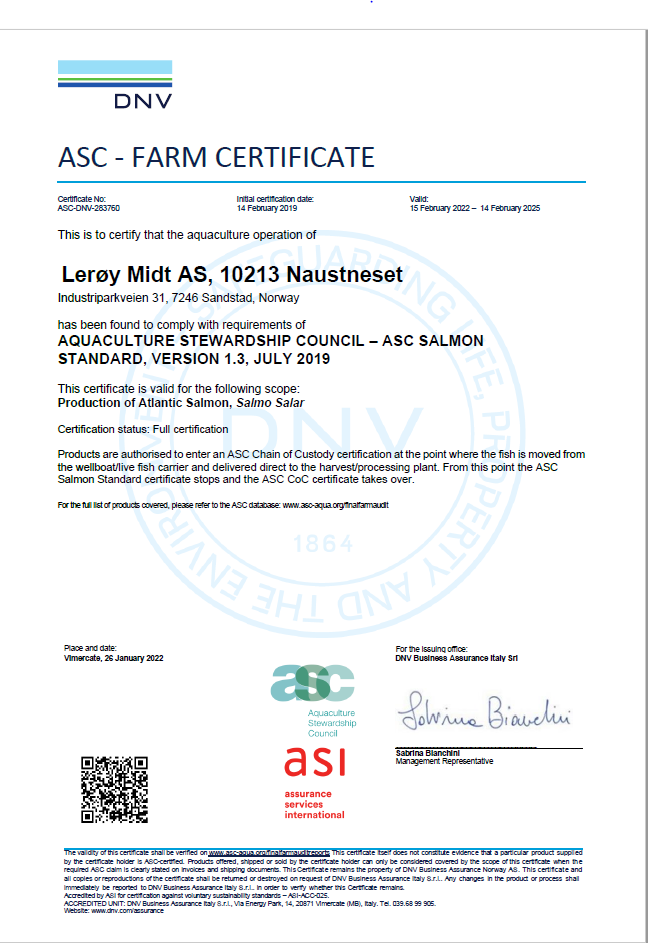 DNV
ASC - FARM CERTIFICATE
Certificate No:
ASC-DNV-283760
Initial certification date:
14 February 2019
Valid:
15 February 2022 – 14 February 2025
This is to certify that the aquaculture operation of
Lerøy Midt AS, 10213 Naustneset
Industriparkveien 31, 7246 Sandstad, Norway
has been found to comply with requirements of
AQUACULTURE STEWARDSHIP COUNCIL – ASC SALMON
STANDARD, VERSION 1.3, JULY 2019
This certificate is valid for the following scope:
Production of Atlantic Salmon, Salmo Salar
Certification status: Full certification
Products are authorised to enter an ASC Chain of Custody certification at the point where the fish is moved from
the wellboat/live fish carrier and delivered direct to the harvest/processing plant. From this point the ASC
Salmon Standard certificate stops and the ASC CoC certificate takes over.
For the full list of products covered, please refer to the ASC database: www.asc-aqua.org/finalfarmaudit
SAFEGUARDING LIFE, PROPERTY AND THE ENVIRO
DNV
1864
Place and date:
Vimercate, 26 January 2022
For the issuing office:
DNV Business Assurance Italy Srl
asc
Aquaculture
Stewardship
Council
Sabrina Bianchini
asi
assurance
services
international
Sabrina Bianchini
Management Representative
The validity of this certificate shall be verified on www.asc-aqua.org/finalfarmauditreports This certificate itself does not constitute evidence that a particular product supplied
by the certificate holder is ASC-certified. Products offered, shipped or sold by the certificate holder can only be considered covered by the scope of this certificate when the
required ASC claim is clearly stated on invoices and shipping documents. This Certificate remains the property of DNV Business Assurance Norway AS. This certificate and
all copies or reproductions of the certificate shall be returned or destroyed on request of DNV Business Assurance Italy S.r.l.. Any changes in the product or process shall
immediately be reported to DNV Business Assurance Italy S.r.l.. in order to verify whether this Certificate remains.
Accredited by ASI for certification against voluntary sustainability standards – ASI-ACC-025.
ACCREDITED UNIT: DNV Business Assurance Italy S.r.l., Via Energy Park, 14, 20871 Vimercate (MB), Italy. Tel. 039.68 99 905.
Website: www.dnv.com/assurance